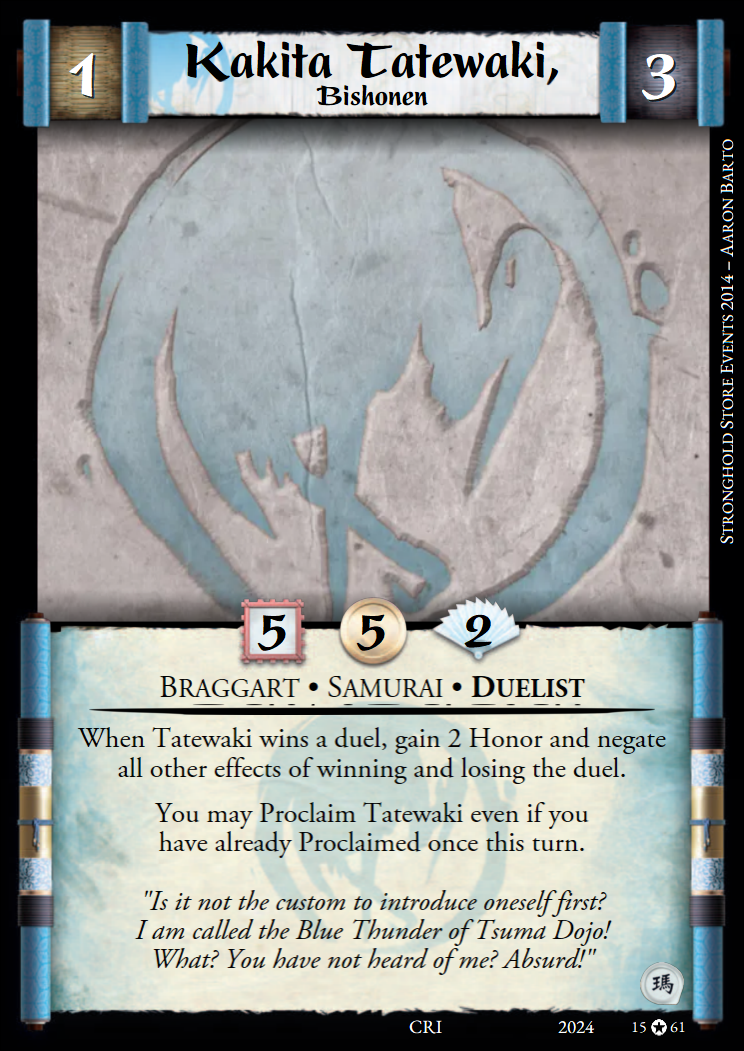 1
Kakita Tatewaki,
Bishonen
3
STRONGHOLD STORE EVENTS 2014 – AARON BARTO
5 5 2
BRAGGART • SAMURAI • DUELIST
When Tatewaki wins a duel, gain 2 Honor and negate
all other effects of winning and losing the duel.
You may Proclaim Tatewaki even if you
have already Proclaimed once this turn.
"Is it not the custom to introduce oneself first?
I am called the Blue Thunder of Tsuma Dojo!
What? You have not heard of me? Absurd!"
瑪
CRI 2024 15 ✪ 61